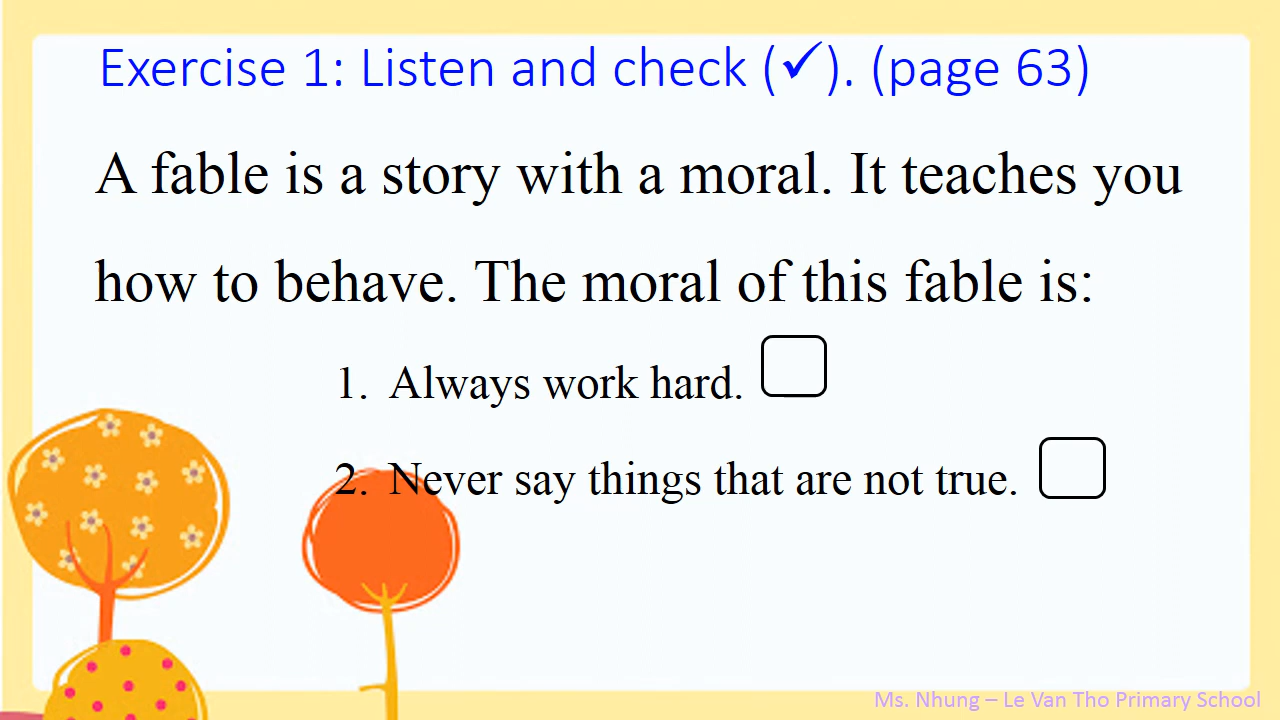 Exercise 1: Listen and check (✓). (page 63)
A fable is a story with a moral. It teaches you
how to behave. The moral of this fable is:
1. Always work hard.
2. Never say things that are not true.
Ms. Nhung – Le Van Tho Primary School